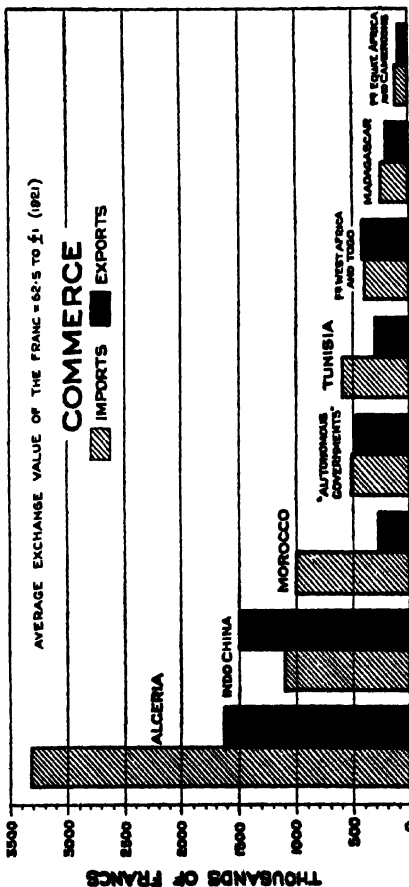 AVERAGE EXCHANGE VALUE OF THE FRANC = 62·5 TO £1 (1921)
COMMERCE
IMPORTS EXPORTS
THOUSANDS OF FRANCS
3500
3000
2500
2000
1500
1000
500
0
ALGERIA
INDO CHINA
MOROCCO
"AUTONOMOUS
GOVERNMENTS"
TUNISIA
FR WEST AFRICA
AND TOGO
MADAGASCAR
FR EQUAT. AFRICA
AND CAMEROONS